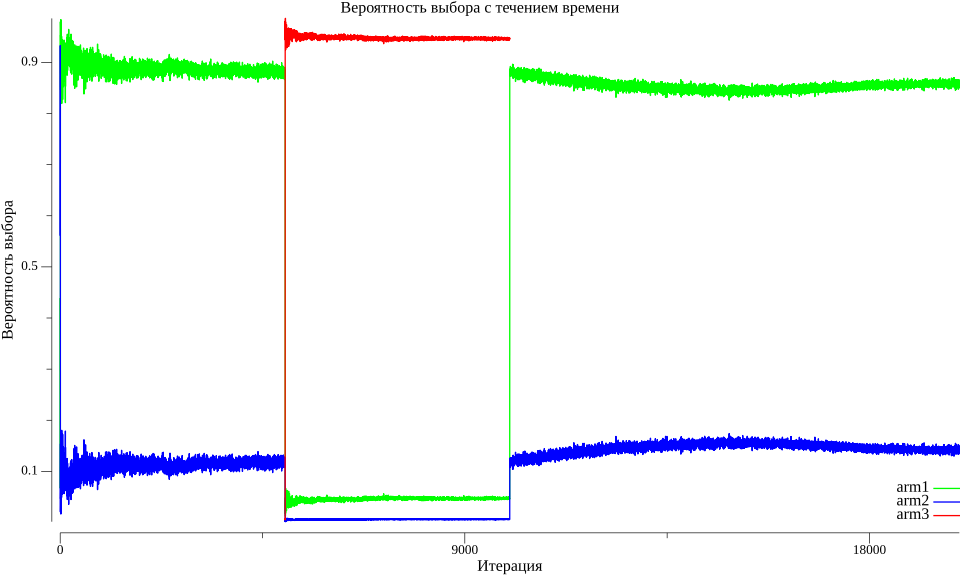 Вероятность выбора с течением времени
Вероятность выбора
0.9
0.5
0.1
arm1
arm2
arm3
0
9000
18000
Итерация